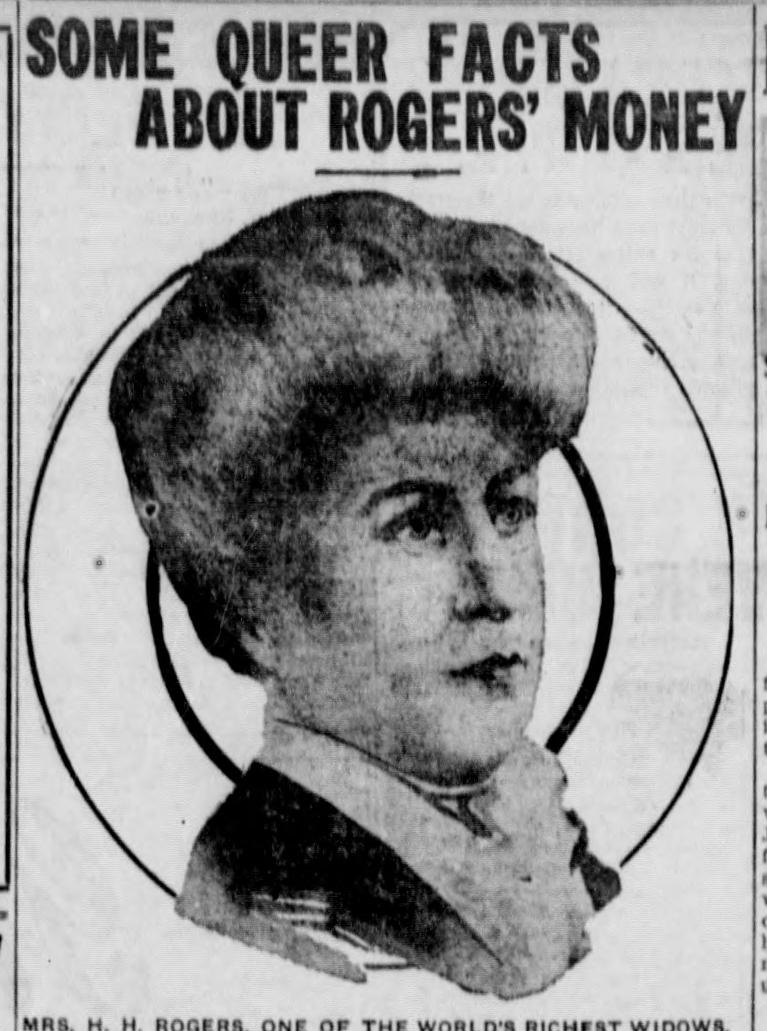 SOME QUEER FACTS
ABOUT ROGERS' MONEY
MRS. H. H. ROGERS, ONE OF THE WORLD'S RICHEST WIDOWS.